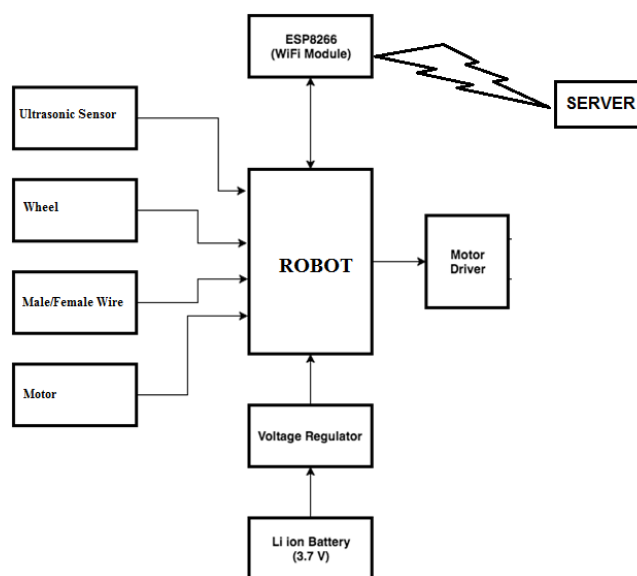 ESP8266
(WiFi Module)
SERVER
Ultrasonic Sensor
Wheel
Male/Female Wire
Motor
ROBOT
Motor
Driver
Voltage Regulator
Li ion Battery
(3.7 V)